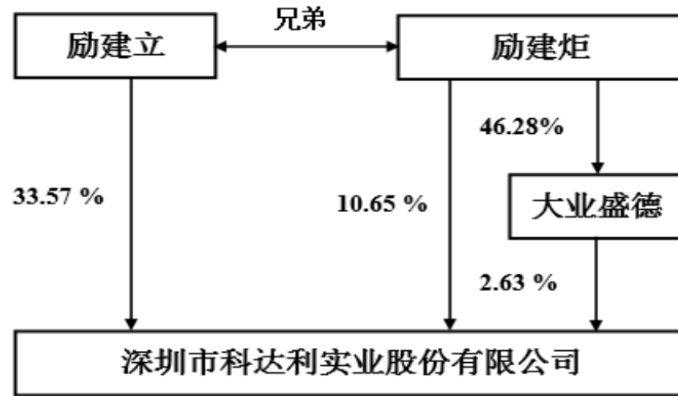 兄弟
励建立
励建炬
46.28%
33.57 %
10.65 %
大业盛德
2.63 %
深圳市科达利实业股份有限公司